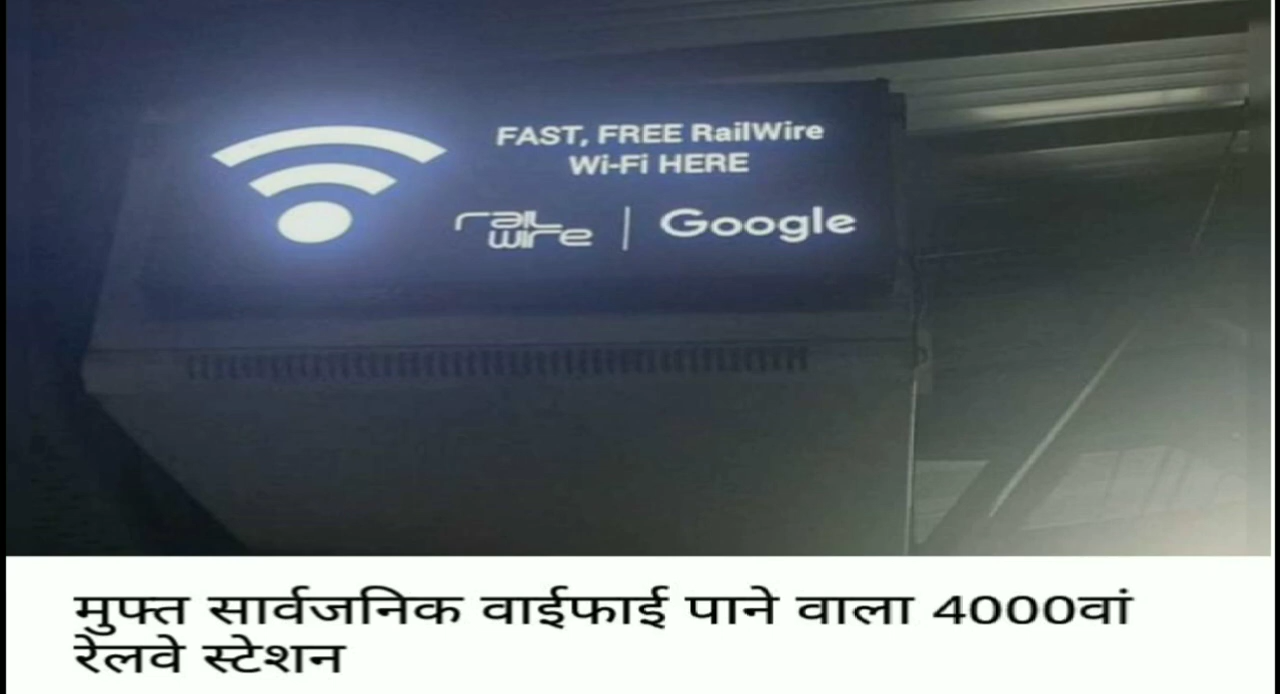 FAST, FREE RailWire
Wi-Fi HERE
railwire | Google
मुफ्त सार्वजनिक वाईफाई पाने वाला 4000वां
रेलवे स्टेशन